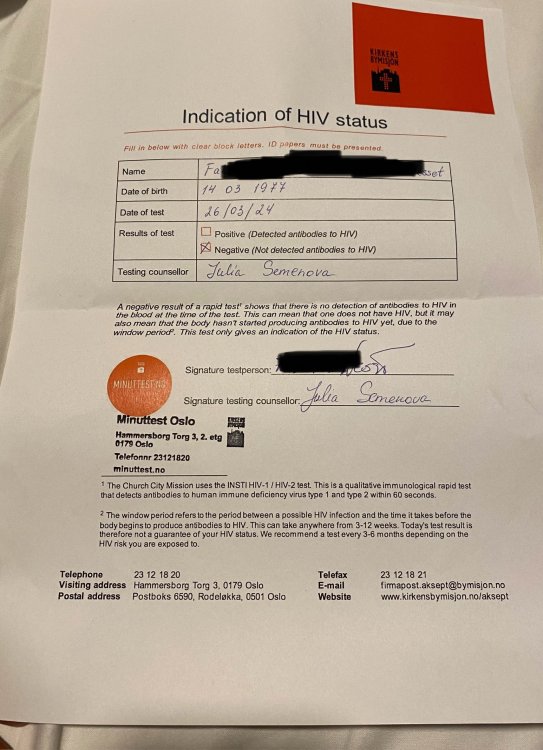 KIRKENS
BYMISJON
Indication of HIV status
Fill in below with clear block letters. ID papers must be presented.
Name Fa sset
Date of birth 14 03 1977
Date of test 26/03/24
Results of test Positive (Detected antibodies to HIV)
Negative (Not detected antibodies to HIV)
Testing counsellor Julia Semenova
A negative result of a rapid test¹ shows that there is no detection of antibodies to HIV in
the blood at the time of the test. This can mean that one does not have HIV, but it may
also mean that the body hasn't started producing antibodies to HIV yet, due to the
window period². This test only gives an indication of the HIV status.
Signature testperson:
MINUTTEST.NO
Signature testing counsellor: Julia Semenova
Minuttest Oslo
Hammersborg Torg 3, 2. etg
0179 Oslo
Telefonnr 23121820
minuttest.no
¹ The Church City Mission uses the INSTI HIV-1 / HIV-2 test. This is a qualitative immunological rapid test
that detects antibodies to human immune deficiency virus type 1 and type 2 within 60 seconds.
² The window period refers to the period between a possible HIV infection and the time it takes before the
body begins to produce antibodies to HIV. This can take anywhere from 3-12 weeks. Today's test result is
therefore not a guarantee of your HIV status. We recommend a test every 3-6 months depending on the
HIV risk you are exposed to.
Telephone 23 12 18 20 Telefax 23 12 18 21
Visiting address Hammersborg Torg 3, 0179 Oslo E-mail firmapost.aksept@bymisjon.no
Postal address Postboks 6590, Rodeløkka, 0501 Oslo Website www.kirkensbymisjon.no/aksept